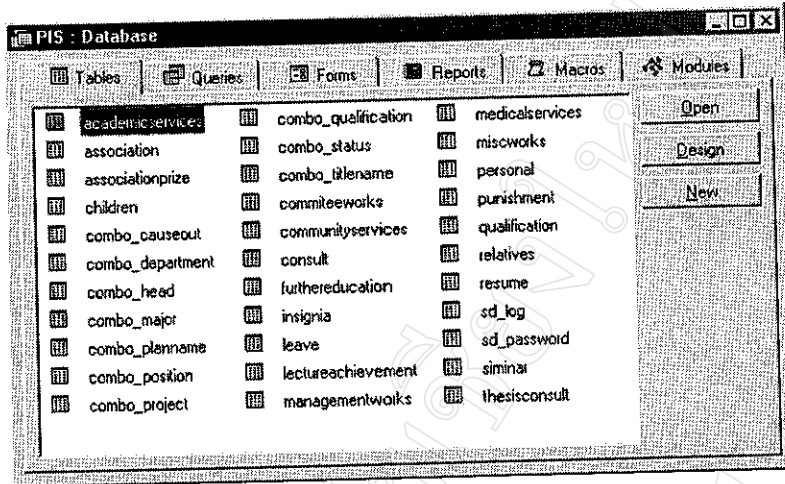 PIS : Database
Tables Queries Forms Reports Macros Modules
academicservices combo_qualification medicalservices Open
association combo_status miscworks Design
associationprize combo_titlename personal New
children commiteeworks punishment
combo_causeout communityservices qualification
combo_department consult relatives
combo_head furthereducation resume
combo_major insignia sd_log
combo_planname leave sd_password
combo_position lectureachievement siminar
combo_project managementworks thesisconsult